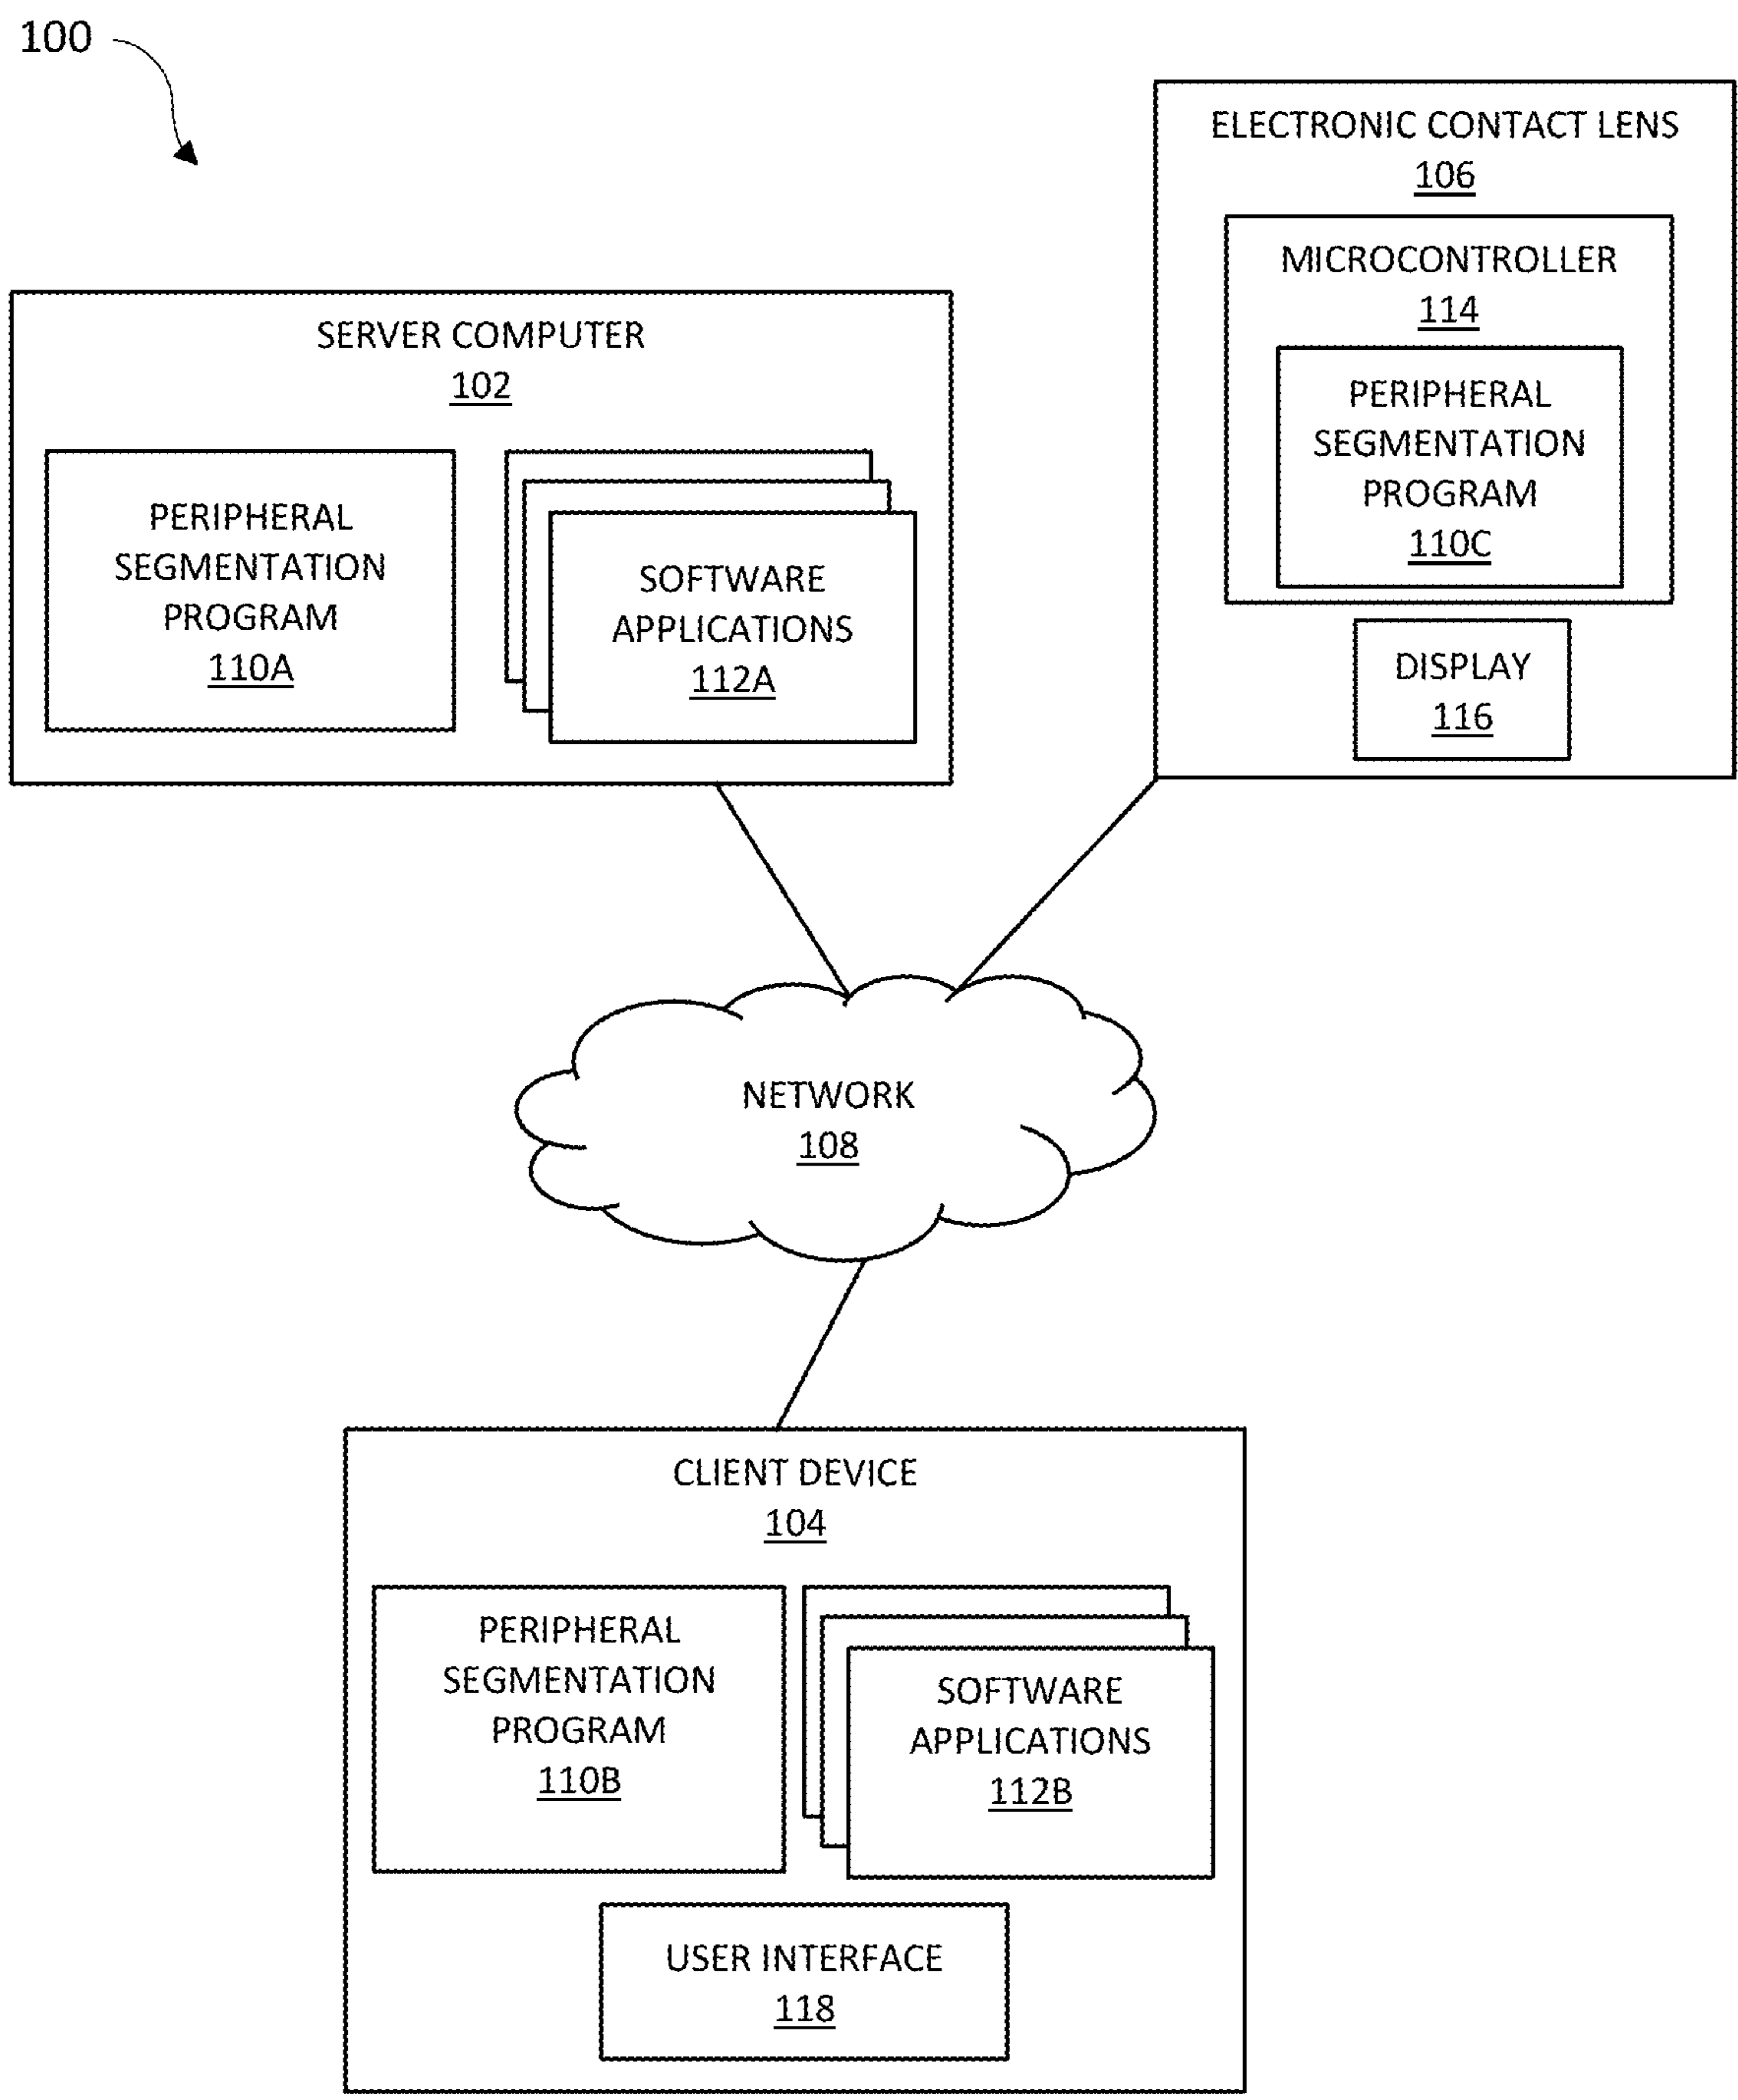 100
ELECTRONIC CONTACT LENS
106
MICROCONTROLLER
114
PERIPHERAL
SEGMENTATION
PROGRAM
110C
DISPLAY
116
SERVER COMPUTER
102
PERIPHERAL
SEGMENTATION
PROGRAM
110A
SOFTWARE
APPLICATIONS
112A
NETWORK
108
CLIENT DEVICE
104
PERIPHERAL
SEGMENTATION
PROGRAM
110B
SOFTWARE
APPLICATIONS
112B
USER INTERFACE
118